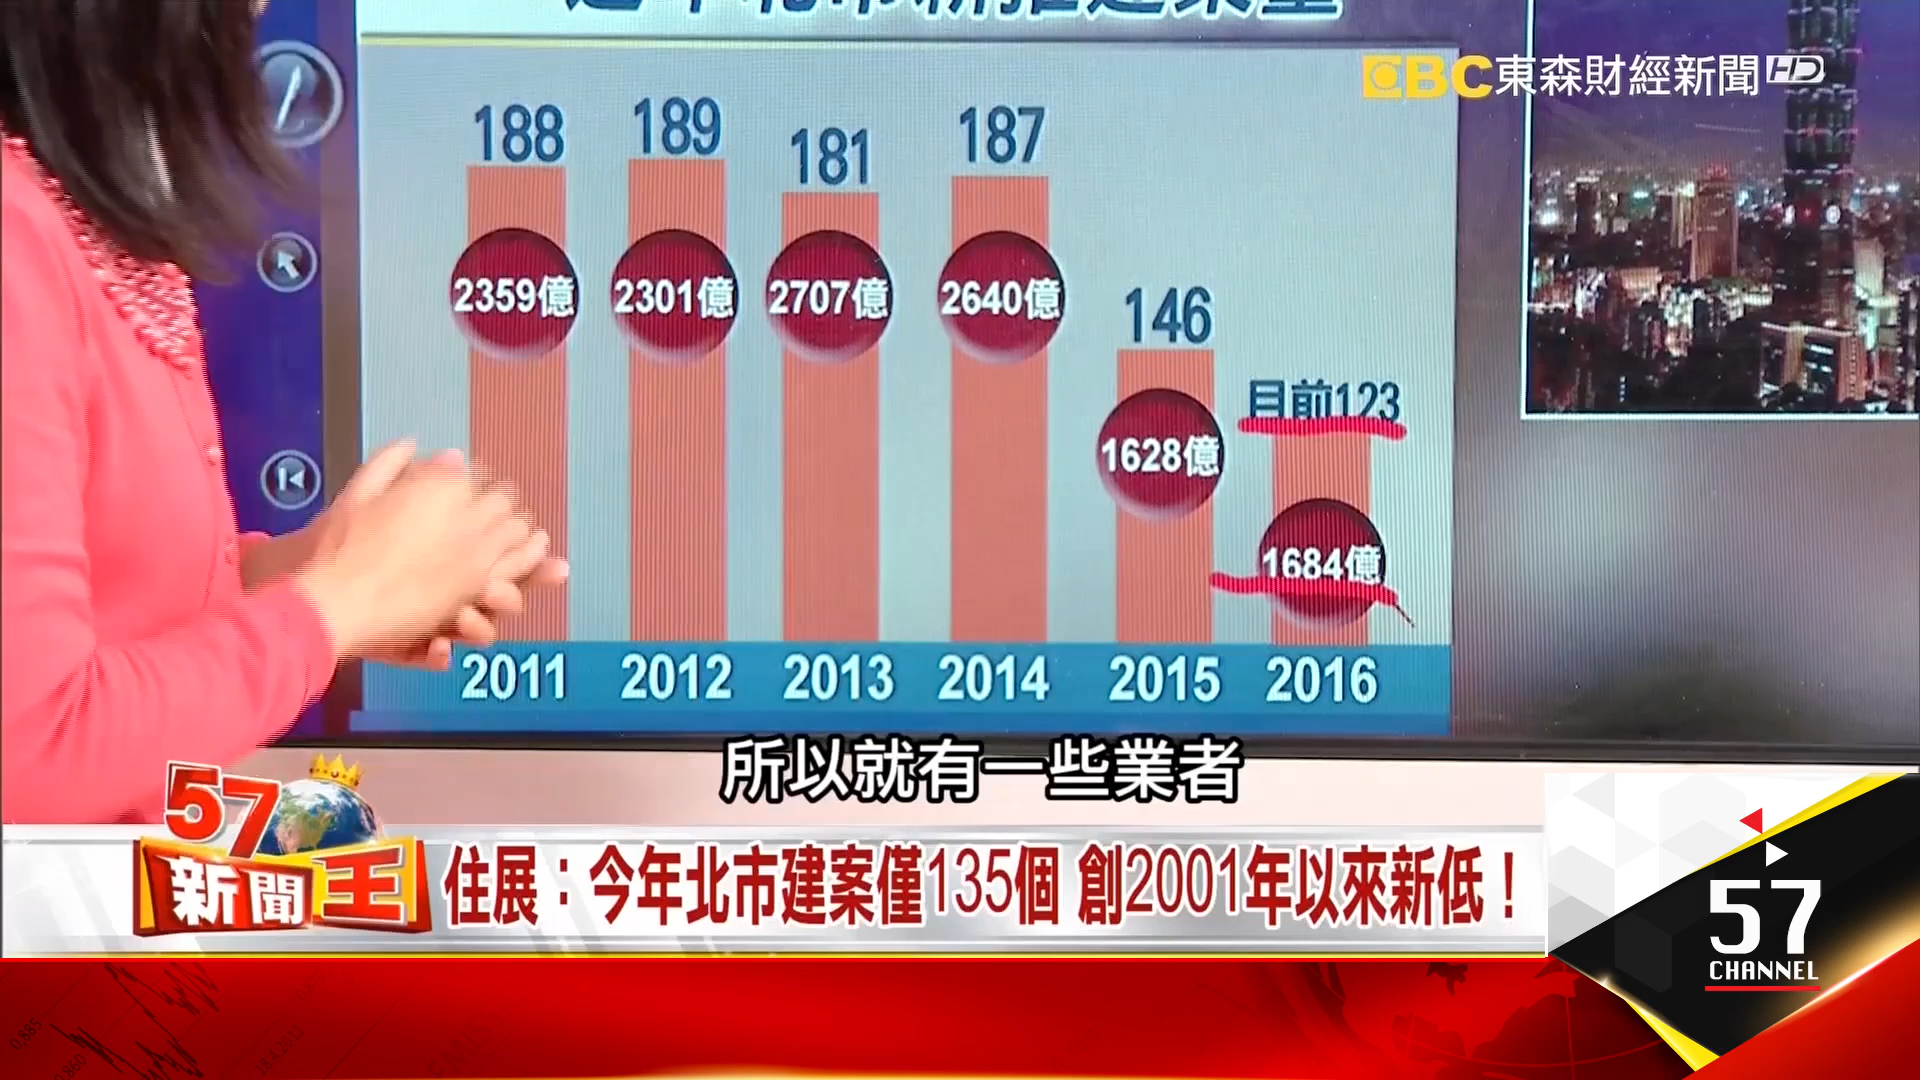 EBC東森財經新聞HD
188 189 181 187 146 目前123
2359億 2301億 2707億 2640億 1628億 1684億
2011 2012 2013 2014 2015 2016
所以就有一些業者
57新聞王
住展：今年北市建案僅135個 創2001年以來新低！
57
CHANNEL